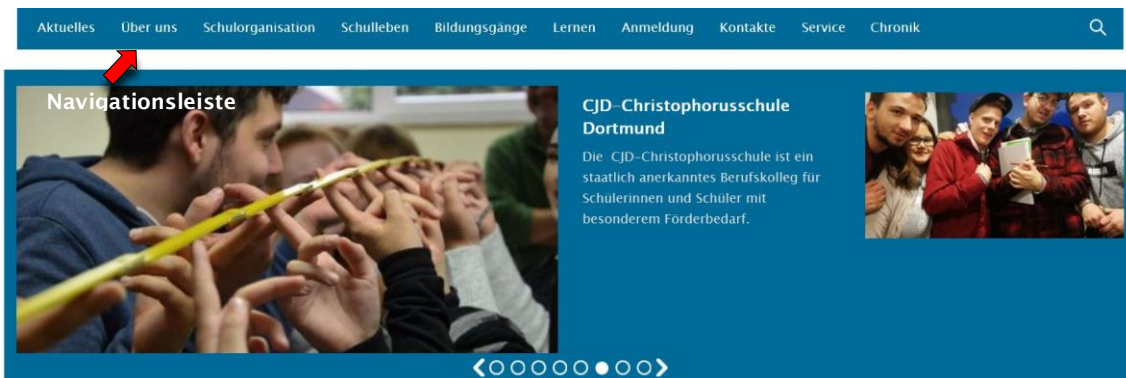 Aktuelles Über uns Schulorganisation Schulleben Bildungsgänge Lernen Anmeldung Kontakte Service Chronik
Navigationsleiste
CJD-Christophorusschule
Dortmund
Die CJD-Christophorusschule ist ein
staatlich anerkanntes Berufskolleg für
Schülerinnen und Schüler mit
besonderem Förderbedarf.